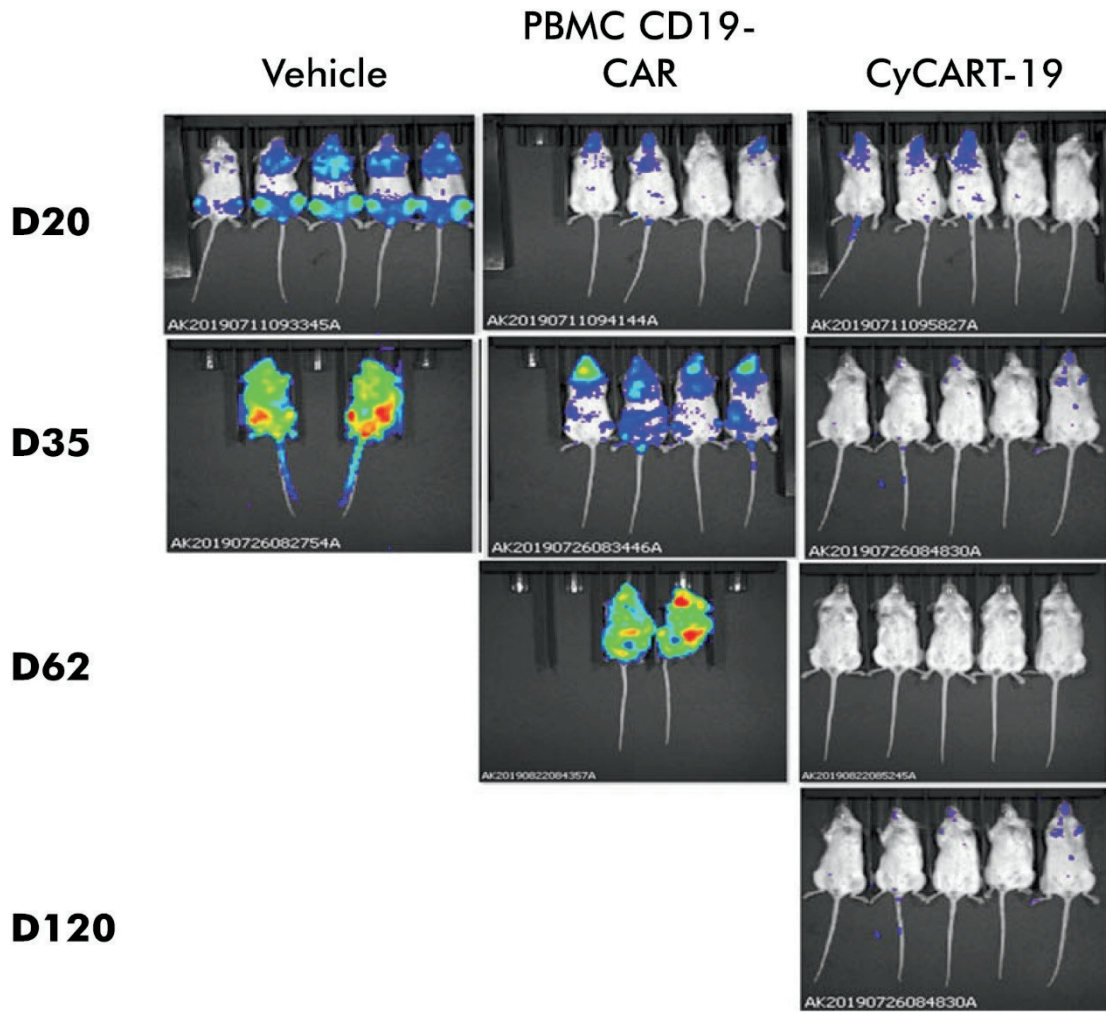 Vehicle
PBMC CD19-
CAR
CyCART-19
D20
AK20190711093345A
AK20190711094144A
AK20190711095827A
D35
AK20190726082754A
AK20190726083446A
AK20190726084830A
D62
AK20190822084357A
AK20190822085245A
D120
AK20190726084830A